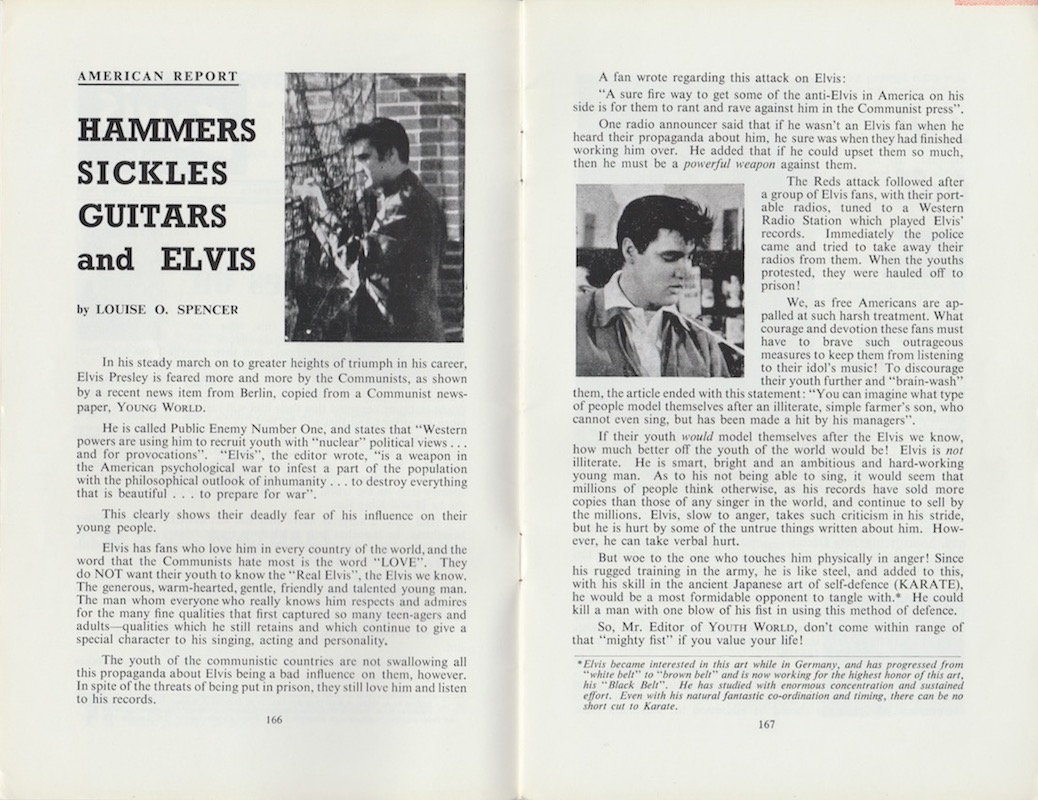 AMERICAN REPORT
HAMMERS
SICKLES
GUITARS
and ELVIS
by LOUISE O. SPENCER
In his steady march on to greater heights of triumph in his career,
Elvis Presley is feared more and more by the Communists, as shown
by a recent news item from Berlin, copied from a Communist news-
paper, YOUNG WORLD.
He is called Public Enemy Number One, and states that “Western
powers are using him to recruit youth with “nuclear” political views . . .
and for provocations”. “Elvis”, the editor wrote, “is a weapon in
the American psychological war to infest a part of the population
with the philosophical outlook of inhumanity . . . to destroy everything
that is beautiful . . . to prepare for war”.
This clearly shows their deadly fear of his influence on their
young people.
Elvis has fans who love him in every country of the world, and the
word that the Communists hate most is the word “LOVE”. They
do NOT want their youth to know the “Real Elvis”, the Elvis we know.
The generous, warm-hearted, gentle, friendly and talented young man.
The man whom everyone who really knows him respects and admires
for the many fine qualities that first captured so many teen-agers and
adults—qualities which he still retains and which continue to give a
special character to his singing, acting and personality.
The youth of the communistic countries are not swallowing all
this propaganda about Elvis being a bad influence on them, however.
In spite of the threats of being put in prison, they still love him and listen
to his records.
166
A fan wrote regarding this attack on Elvis:
“A sure fire way to get some of the anti-Elvis in America on his
side is for them to rant and rave against him in the Communist press”.
One radio announcer said that if he wasn’t an Elvis fan when he
heard their propaganda about him, he sure was when they had finished
working him over. He added that if he could upset them so much,
then he must be a powerful weapon against them.
The Reds attack followed after
a group of Elvis fans, with their port-
able radios, tuned to a Western
Radio Station which played Elvis’
records. Immediately the police
came and tried to take away their
radios from them. When the youths
protested, they were hauled off to
prison!
We, as free Americans are ap-
palled at such harsh treatment. What
courage and devotion these fans must
have to brave such outrageous
measures to keep them from listening
to their idol’s music! To discourage
their youth further and “brain-wash”
them, the article ended with this statement: “You can imagine what type
of people model themselves after an illiterate, simple farmer’s son, who
cannot even sing, but has been made a hit by his managers”.
If their youth would model themselves after the Elvis we know,
how much better off the youth of the world would be! Elvis is not
illiterate. He is smart, bright and an ambitious and hard-working
young man. As to his not being able to sing, it would seem that
millions of people think otherwise, as his records have sold more
copies than those of any singer in the world, and continue to sell by
the millions. Elvis, slow to anger, takes such criticism in his stride,
but he is hurt by some of the untrue things written about him. How-
ever, he can take verbal hurt.
But woe to the one who touches him physically in anger! Since
his rugged training in the army, he is like steel, and added to this,
with his skill in the ancient Japanese art of self-defence (KARATE),
he would be a most formidable opponent to tangle with.* He could
kill a man with one blow of his fist in using this method of defence.
So, Mr. Editor of YOUTH WORLD, don’t come within range of
that “mighty fist” if you value your life!
*Elvis became interested in this art while in Germany, and has progressed from
“white belt” to “brown belt” and is now working for the highest honor of this art,
his “Black Belt”. He has studied with enormous concentration and sustained
effort. Even with his natural fantastic co-ordination and timing, there can be no
short cut to Karate.
167